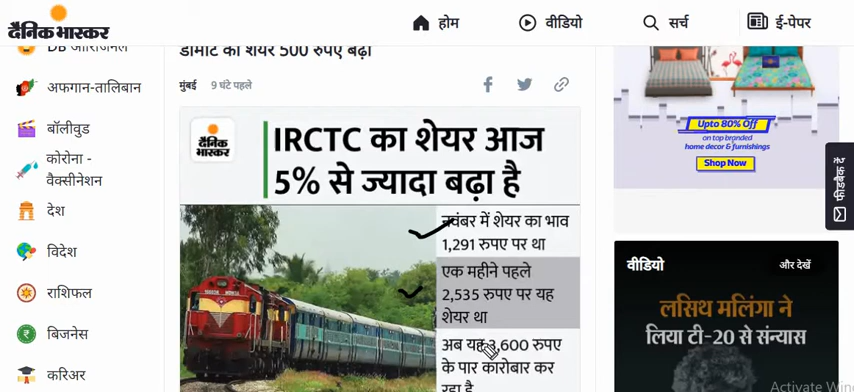 दैनिक भास्कर
होम
वीडियो
सर्च
ई-पेपर
DB ओरिजिनल
अफगान-तालिबान
बॉलीवुड
कोरोना -
वैक्सीनेशन
देश
विदेश
राशिफल
बिजनेस
करिअर
डीमार्ट का शेयर 500 रुपए बढ़ा
मुंबई 9 घंटे पहले
दैनिक
भास्कर
IRCTC का शेयर आज
5% से ज्यादा बढ़ा है
नवंबर में शेयर का भाव
1,291 रुपए पर था
एक महीने पहले
2,535 रुपए पर यह
शेयर था
अब यह 3,600 रुपए
के पार कारोबार कर
रहा है
Upto 80% Off
on top branded
home decor & furnishings
Shop Now
फीडबैक दें
वीडियो
और देखें
लसिथ मलिंगा ने
लिया टी-20 से संन्यास
Activate Win